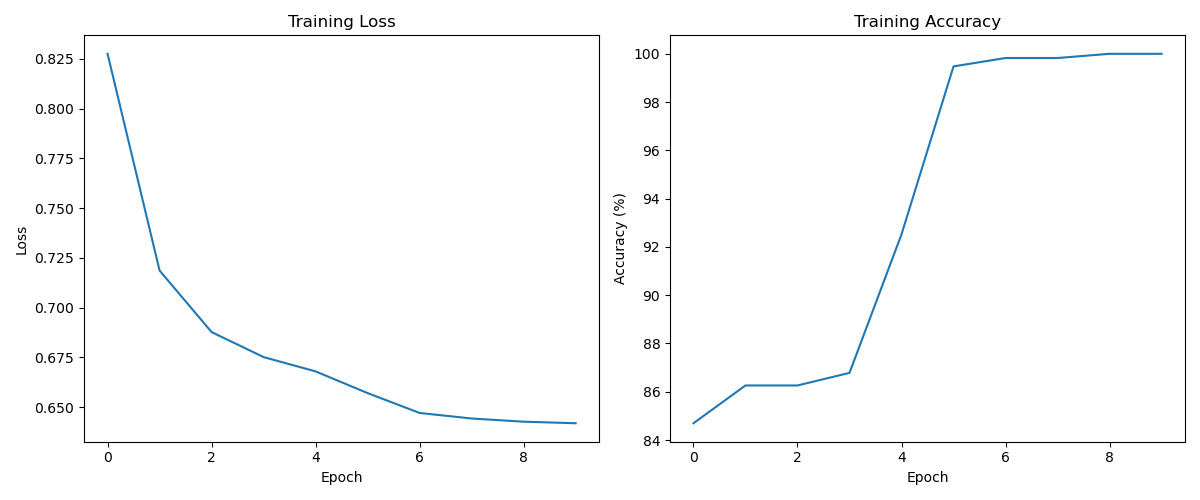 Training Loss
0.825
0.800
0.775
0.750
0.725
0.700
0.675
0.650
Loss
0 2 4 6 8
Epoch
Training Accuracy
100
98
96
94
92
90
88
86
84
Accuracy (%)
0 2 4 6 8
Epoch